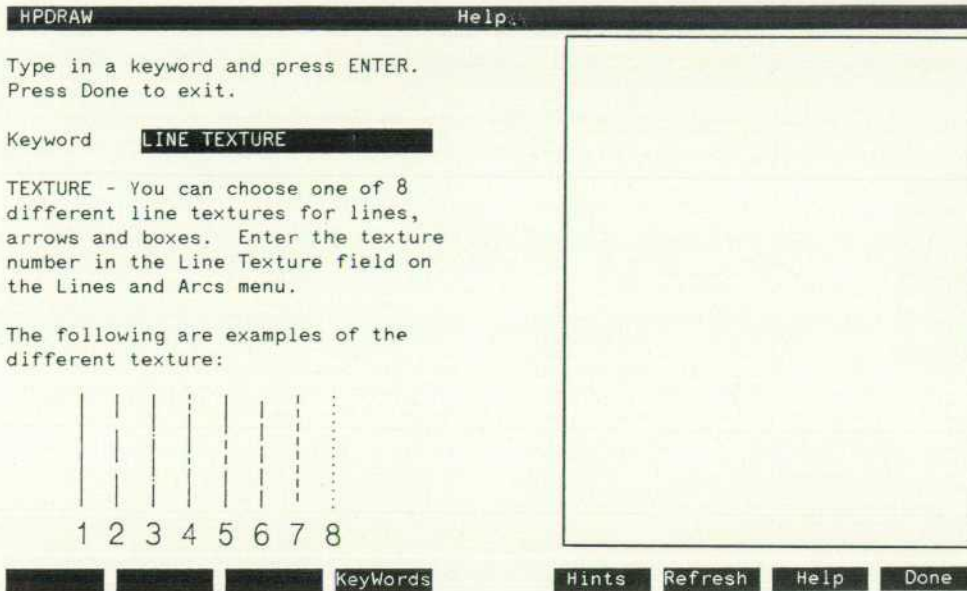 HPDRAW Help
Type in a keyword and press ENTER.
Press Done to exit.
Keyword LINE TEXTURE
TEXTURE - You can choose one of 8
different line textures for lines,
arrows and boxes. Enter the texture
number in the Line Texture field on
the Lines and Arcs menu.
The following are examples of the
different texture:
1 2 3 4 5 6 7 8
KeyWords Hints Refresh Help Done